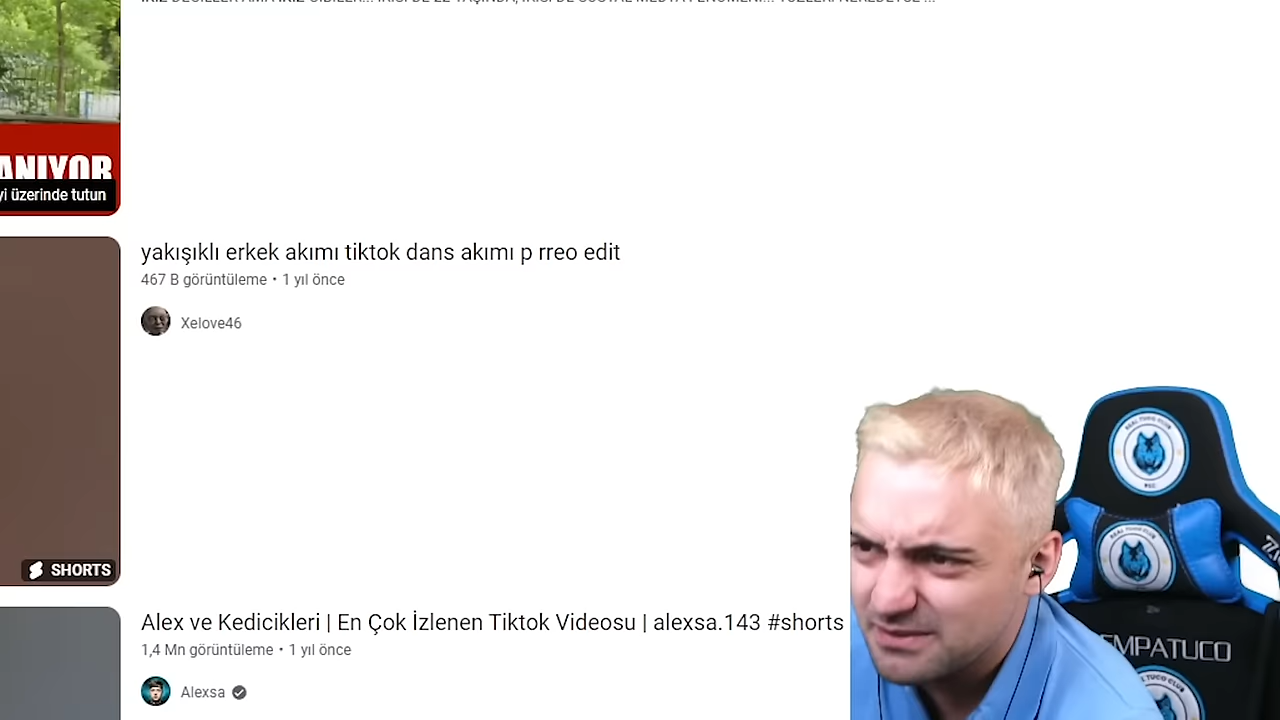 ANIYOR
yi üzerinde tutun
yakışıklı erkek akımı tiktok dans akımı p rreo edit
467 B görüntüleme • 1 yıl önce
Xelove46
SHORTS
Alex ve Kedicikleri | En Çok İzlenen Tiktok Videosu | alexsa.143 #shorts
1,4 Mn görüntüleme • 1 yıl önce
Alexsa
EMPATUCO